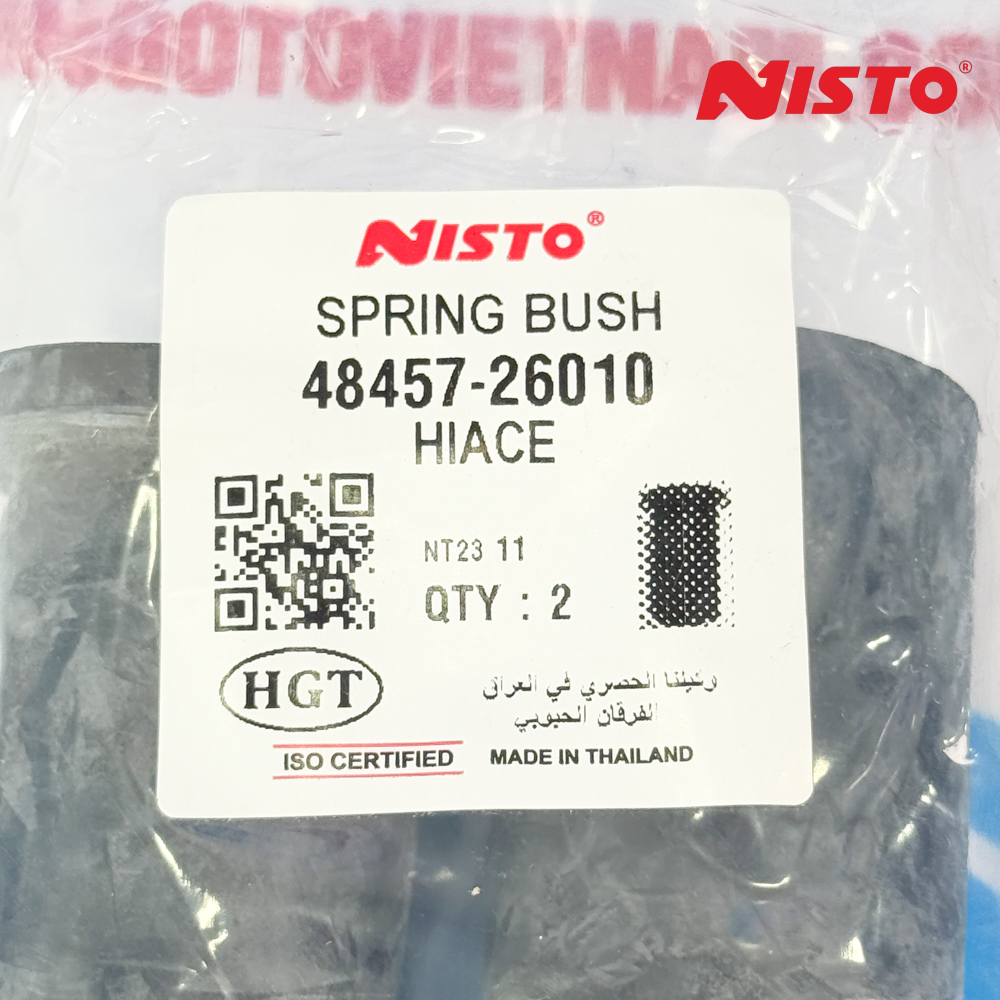 NISTO®
NISTO®
SPRING BUSH
48457-26010
HIACE
NT23 11
QTY : 2
HGT
وكيلنا الحصري في العراق
الفرقان الحبوبي
ISO CERTIFIED
MADE IN THAILAND